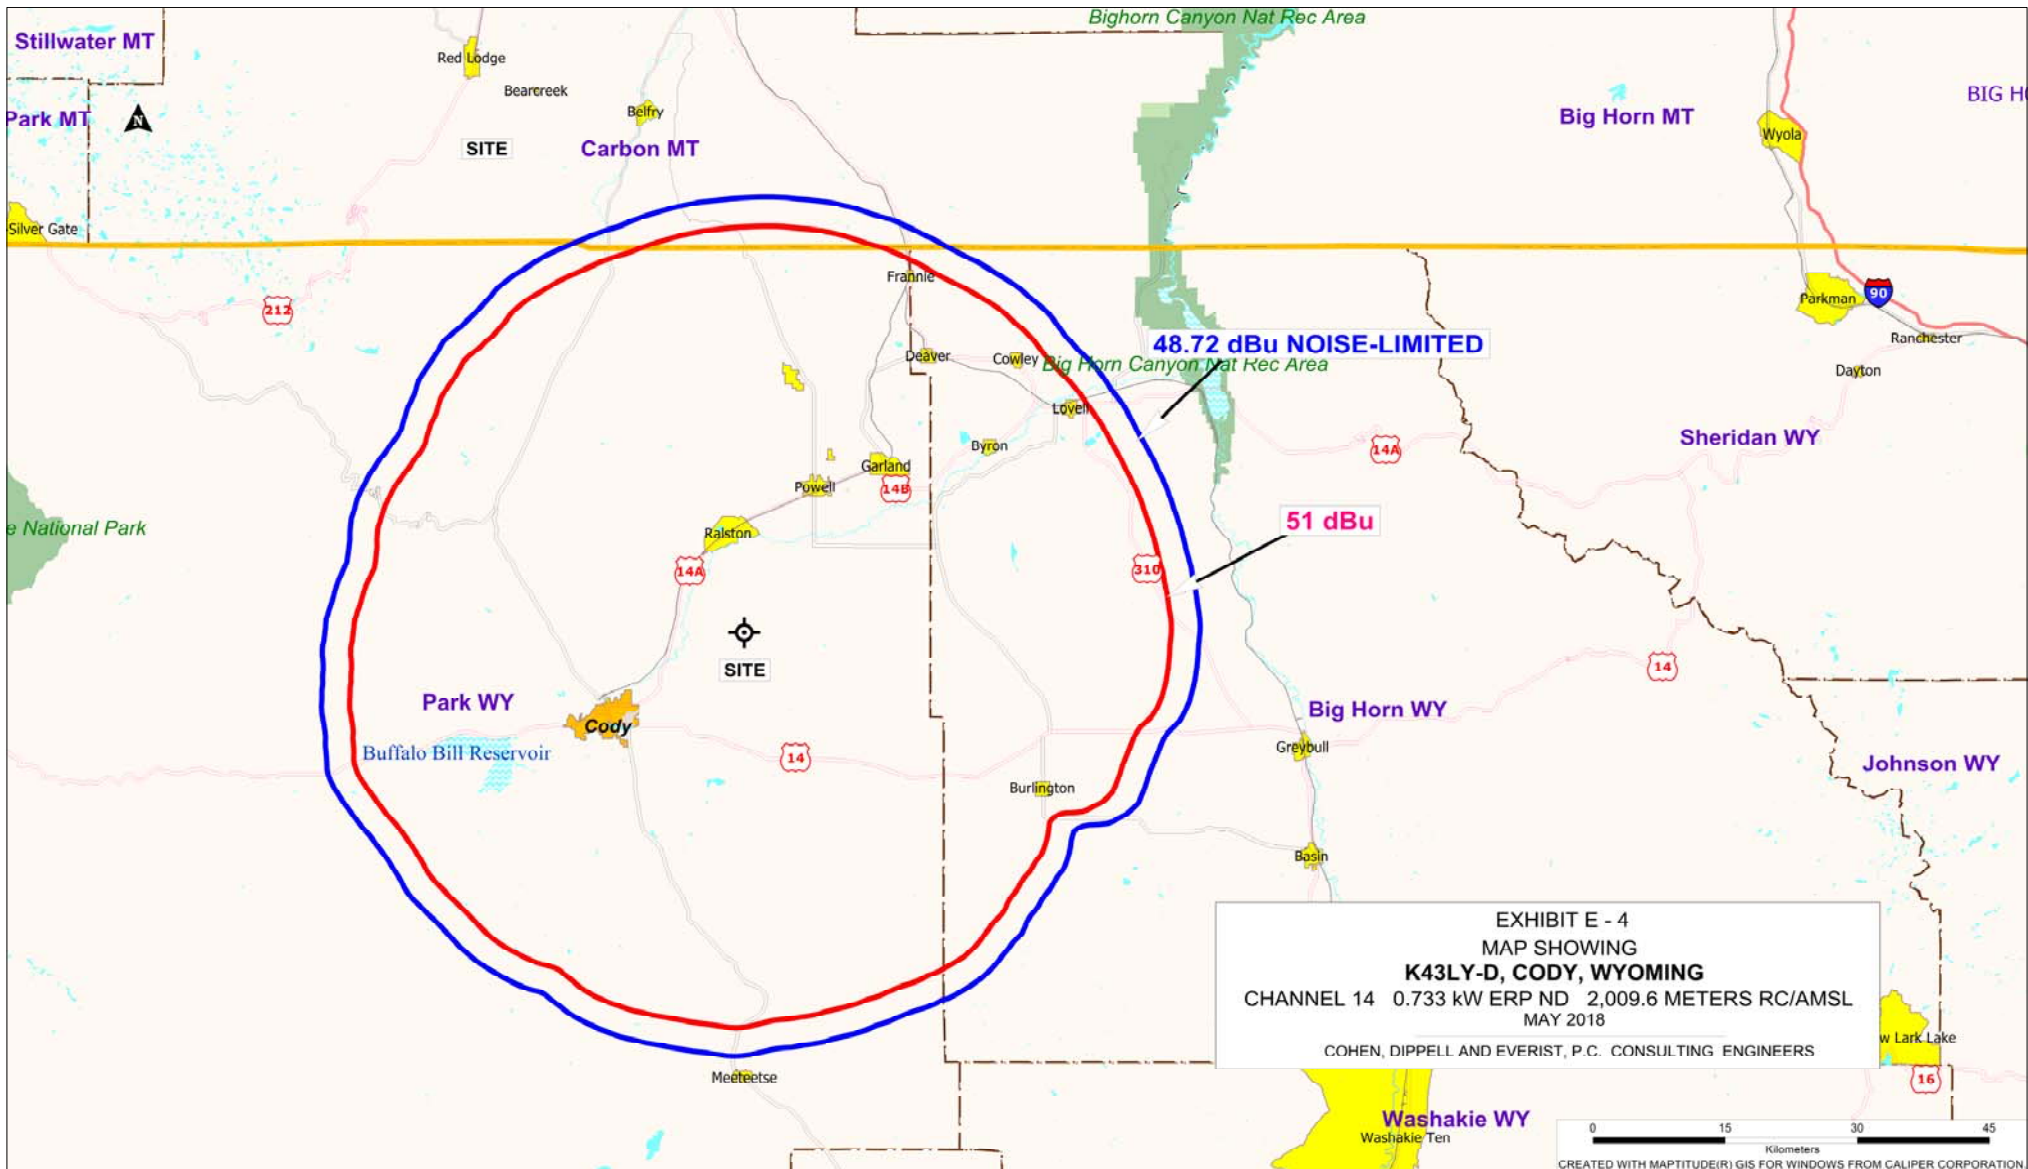 Bighorn Canyon Nat Rec Area
Stillwater MT
Red Lodge
Bearcreek
BIG H
Park MT
N
Belfry
Big Horn MT
Wyola
SITE
Carbon MT
Silver Gate
Frannie
212
90
Parkman
Ranchester
48.72 dBu NOISE-LIMITED
Deaver
Cowley
Big Horn Canyon Nat Rec Area
Dayton
Lovell
Byron
14A
Sheridan WY
Garland
Powell
14B
e National Park
51 dBu
Ralston
14A
310
SITE
14
Park WY
Big Horn WY
Cody
Buffalo Bill Reservoir
14
Greybull
Johnson WY
Burlington
Basin
EXHIBIT E - 4
MAP SHOWING
K43LY-D, CODY, WYOMING
CHANNEL 14 0.733 kW ERP ND 2,009.6 METERS RC/AMSL
MAY 2018
COHEN, DIPPELL AND EVERIST, P.C. CONSULTING ENGINEERS
w Lark Lake
16
Meeteetse
Washakie WY
Washakie Ten
0 15 30 45
Kilometers
CREATED WITH MAPTITUDE(R) GIS FOR WINDOWS FROM CALIPER CORPORATION